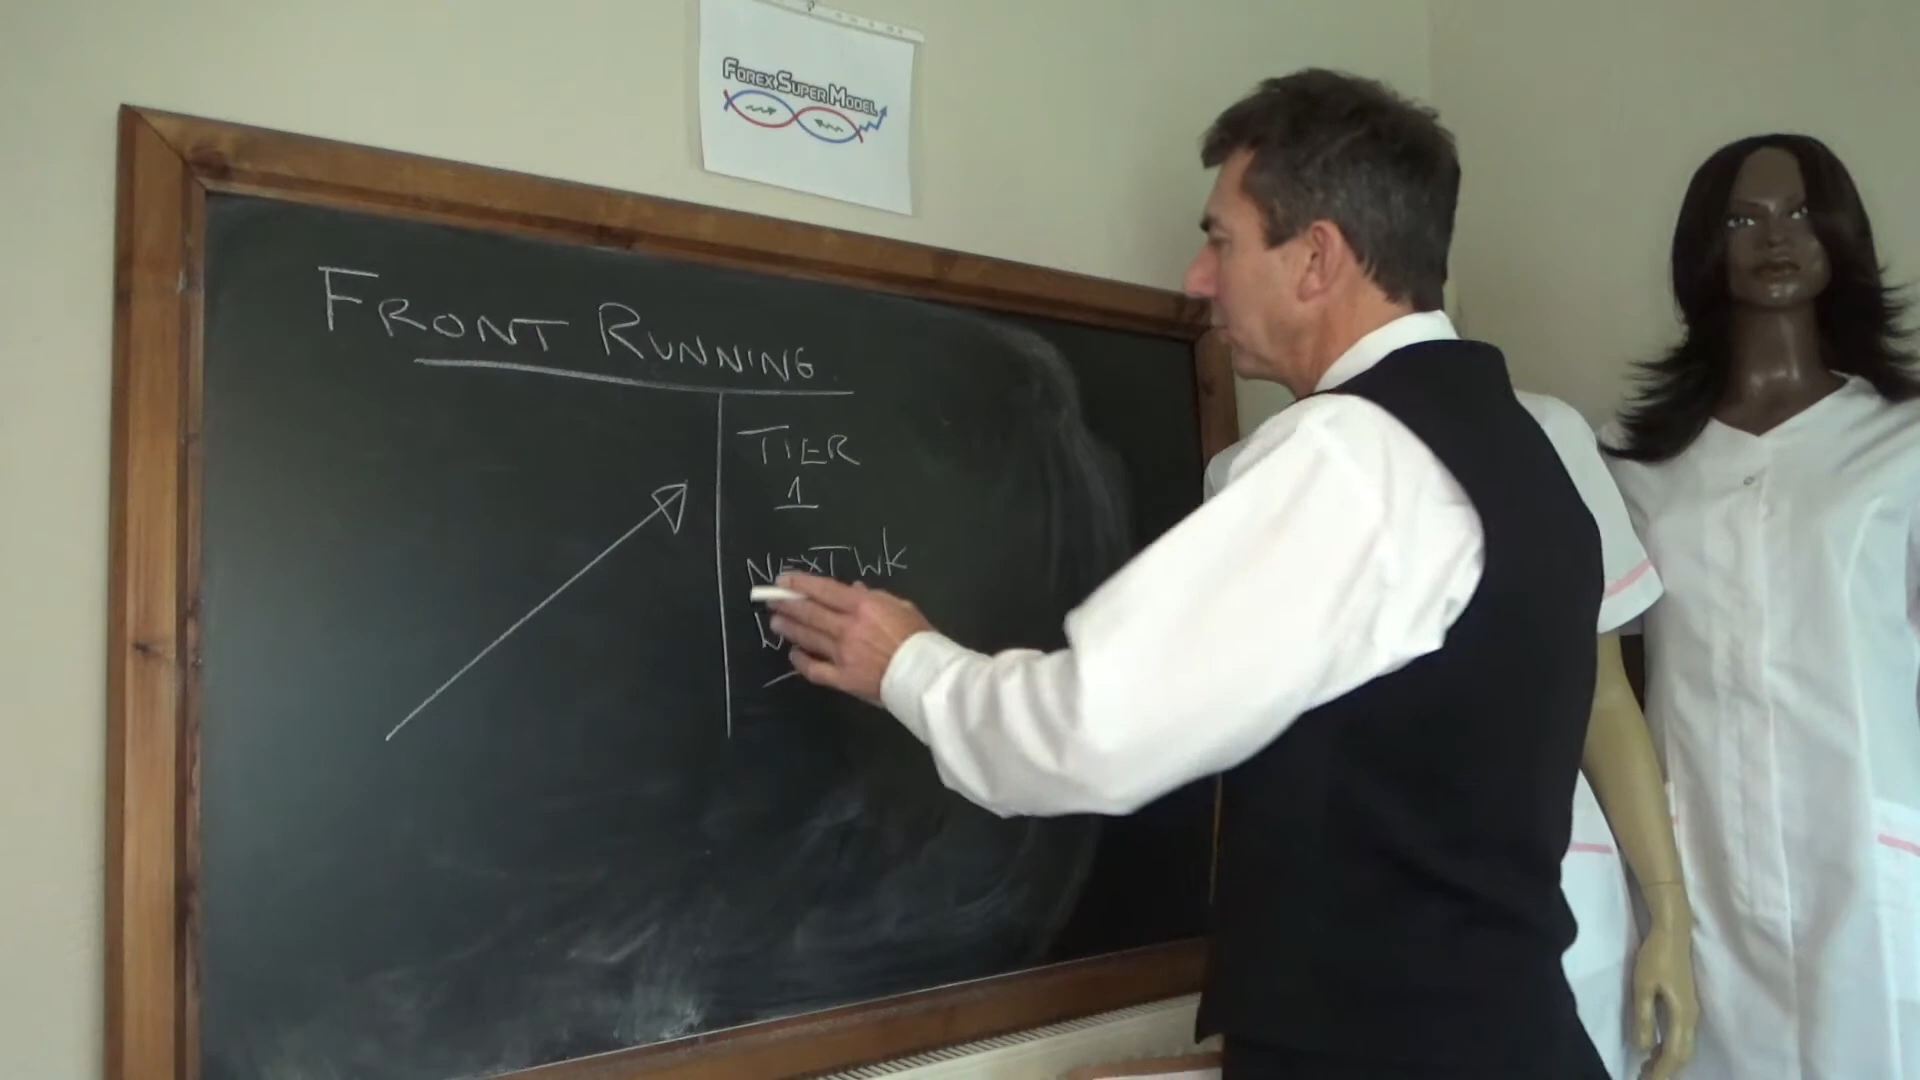 FOREX SUPER MODEL
FRONT RUNNING
TIER
1
NEXT WK